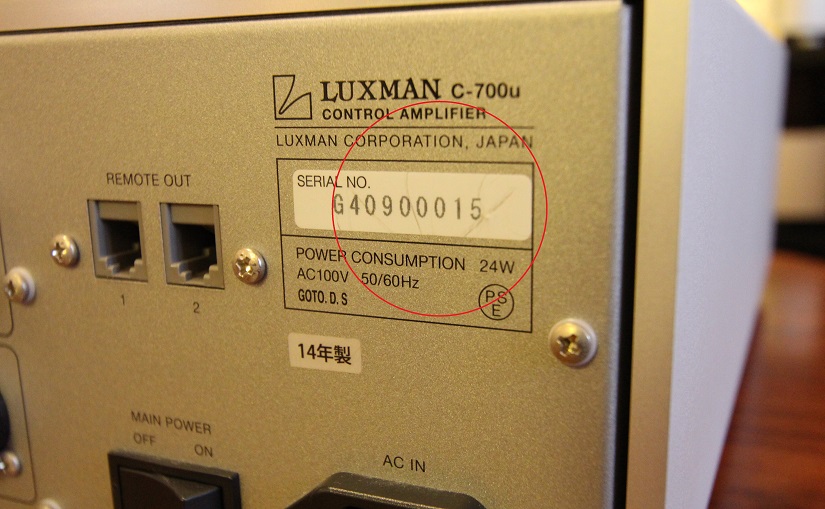 LUXMAN C-700u
CONTROL AMPLIFIER
LUXMAN CORPORATION, JAPAN
REMOTE OUT
1 2
SERIAL NO.
G40900015
POWER CONSUMPTION 24W
AC100V 50/60Hz
GOTO. D. S
PS
E
14年製
MAIN POWER
OFF ON
AC IN